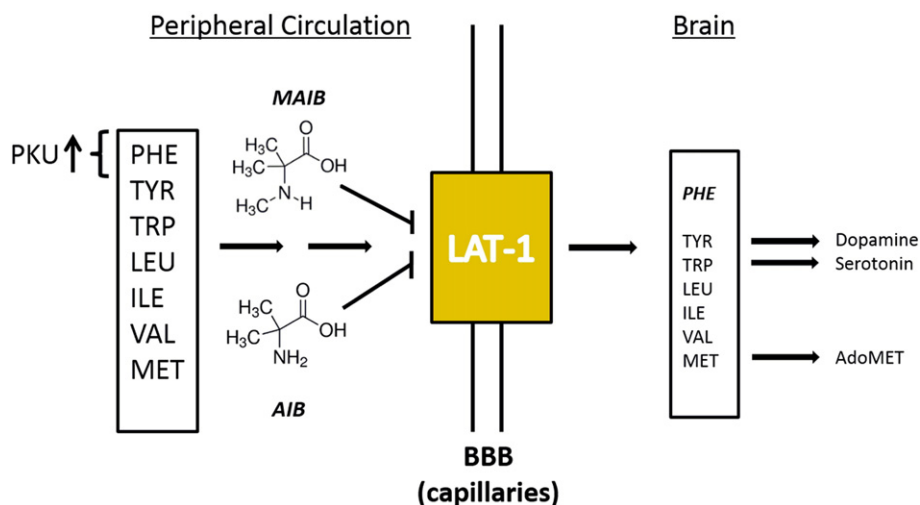 Peripheral Circulation
Brain
MAIB
PKU
PHE
TYR
TRP
LEU
ILE
VAL
MET
H₃C
H₃C
O
OH
N
H₃C
H
H₃C
H₃C
O
OH
NH₂
AIB
LAT-1
BBB
(capillaries)
PHE
TYR
TRP
LEU
ILE
VAL
MET
Dopamine
Serotonin
AdoMET